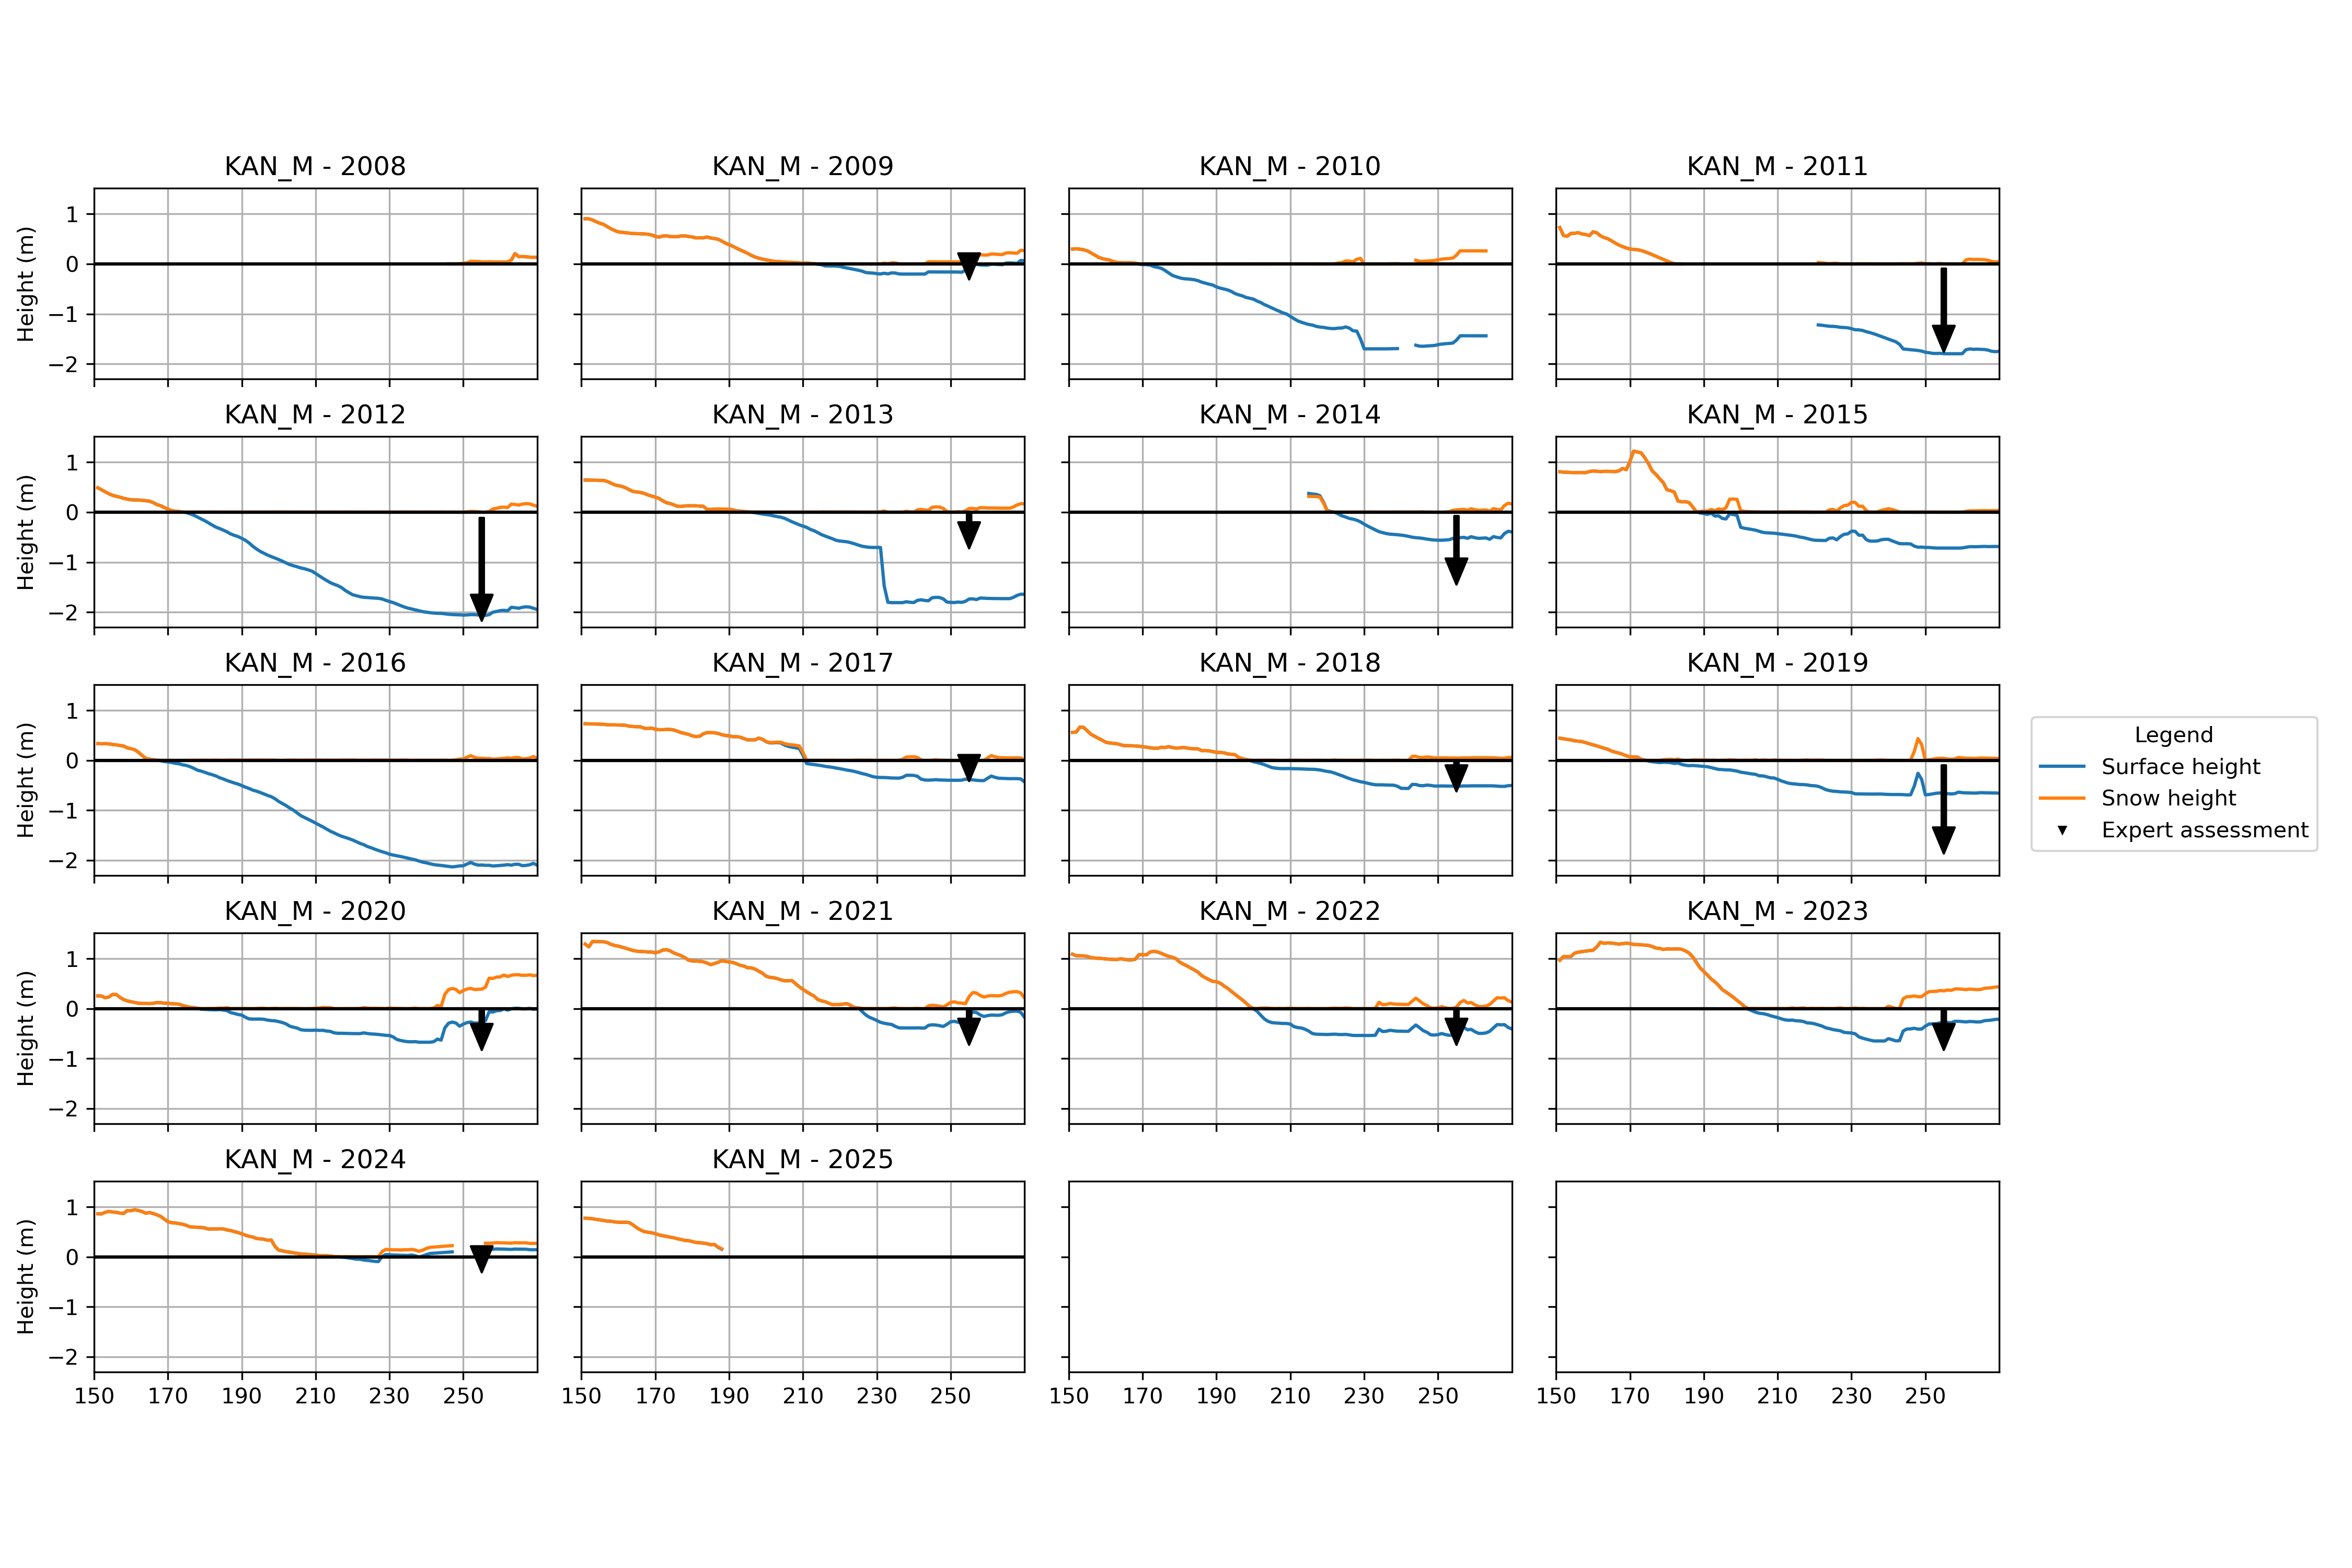 KAN_M - 2008
KAN_M - 2009
KAN_M - 2010
KAN_M - 2011
Height (m)
1
0
−1
−2
KAN_M - 2012
KAN_M - 2013
KAN_M - 2014
KAN_M - 2015
Height (m)
1
0
−1
−2
KAN_M - 2016
KAN_M - 2017
KAN_M - 2018
KAN_M - 2019
Height (m)
1
0
−1
−2
Legend
Surface height
Snow height
Expert assessment
KAN_M - 2020
KAN_M - 2021
KAN_M - 2022
KAN_M - 2023
Height (m)
1
0
−1
−2
KAN_M - 2024
KAN_M - 2025
Height (m)
1
0
−1
−2
150 170 190 210 230 250
150 170 190 210 230 250
150 170 190 210 230 250
150 170 190 210 230 250